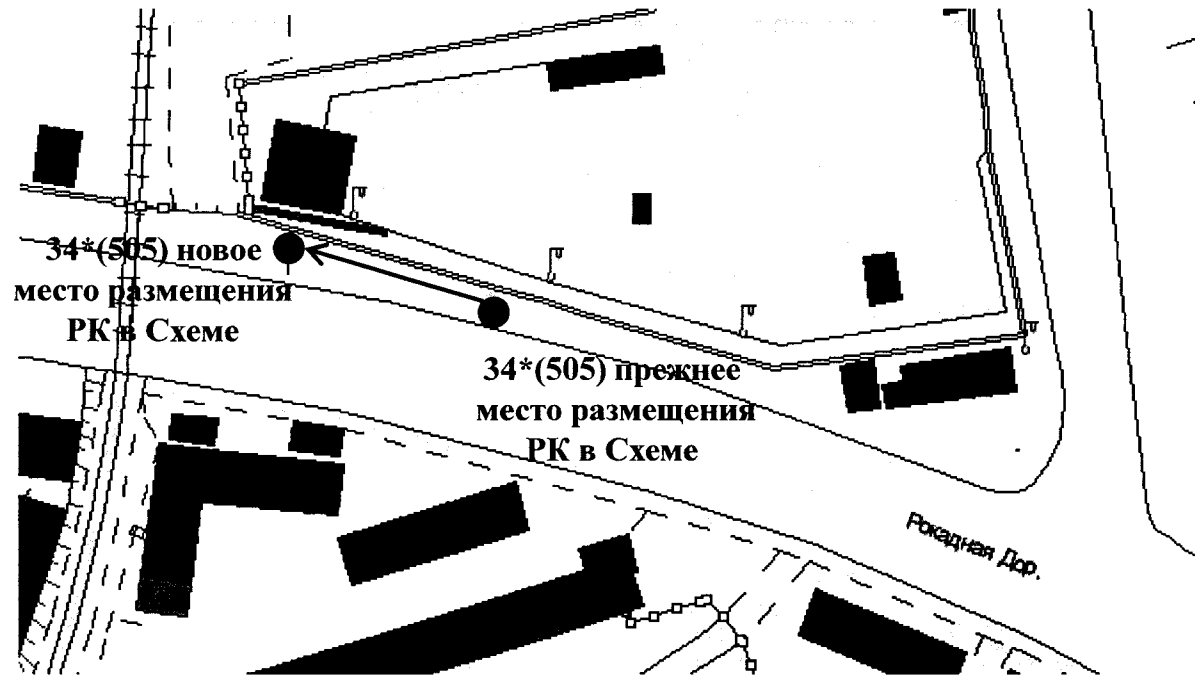 34*(505) новое
место размещения
РК в Схеме
34*(505) прежнее
место размещения
РК в Схеме
Рокадная Дор.